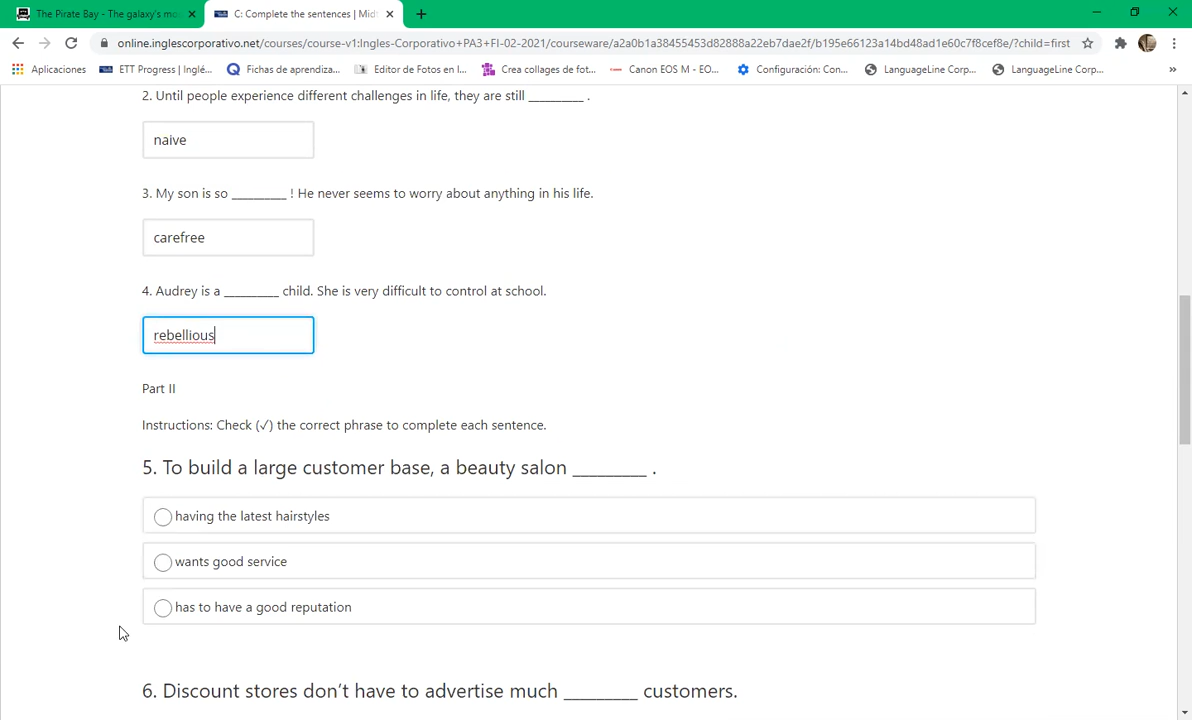 The Pirate Bay - The galaxy's mo
C: Complete the sentences | Mid
online.inglescorporativo.net/courses/course-v1:Ingles-Corporativo+PA3+FI-02-2021/courseware/a2a0b1a38455453d82888a22eb7dae2f/b195e66123a14bd48ad1e60c7f8cef8e/?child=first
Aplicaciones
ETT Progress | Inglé...
Fichas de aprendiza...
Editor de Fotos en l...
Crea collages de fot...
Canon EOS M - EO...
Configuración: Con...
LanguageLine Corp...
LanguageLine Corp...
2. Until people experience different challenges in life, they are still ________ .
naive
3. My son is so ________ ! He never seems to worry about anything in his life.
carefree
4. Audrey is a ________ child. She is very difficult to control at school.
rebellious
Part II
Instructions: Check (✓) the correct phrase to complete each sentence.
5. To build a large customer base, a beauty salon ________ .
having the latest hairstyles
wants good service
has to have a good reputation
6. Discount stores don't have to advertise much ________ customers.